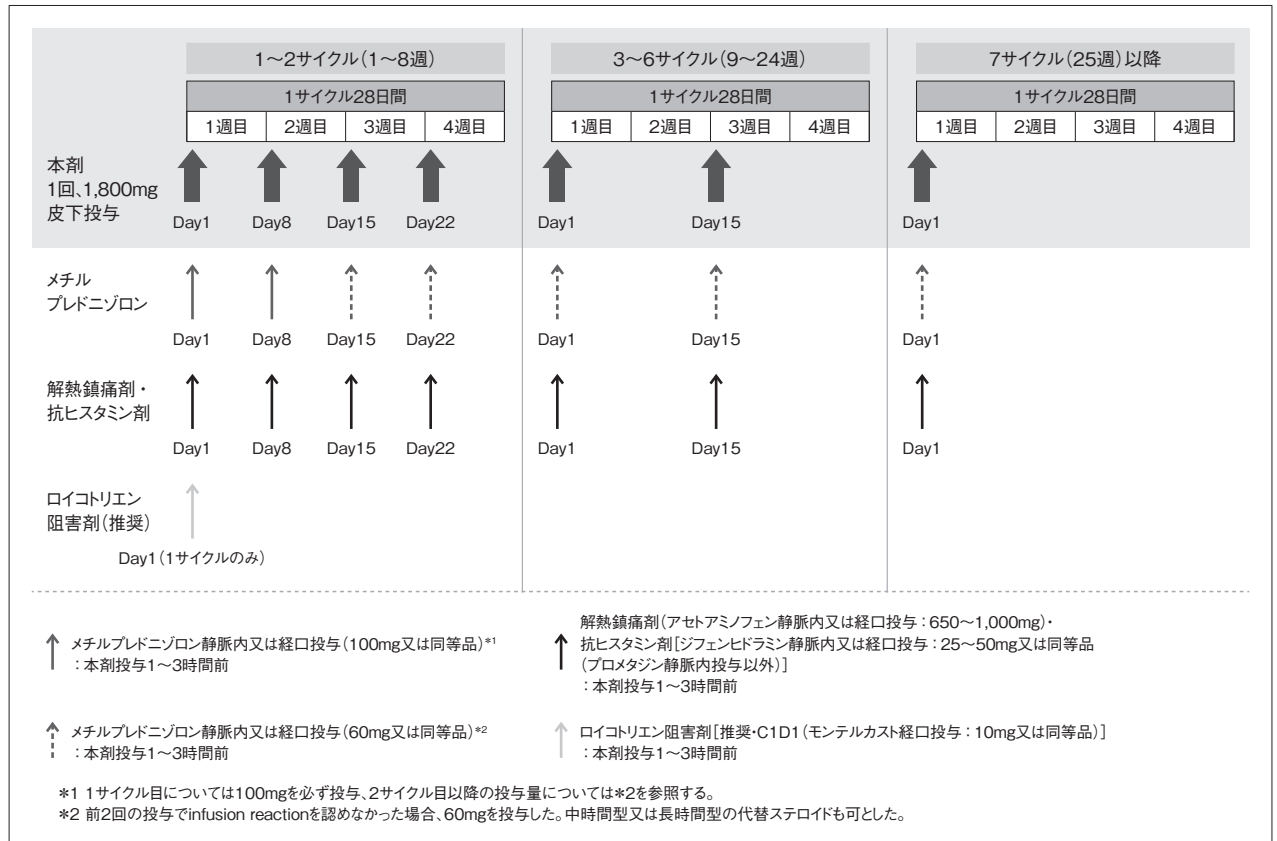 1〜2サイクル(1〜8週)
3〜6サイクル(9〜24週)
7サイクル(25週)以降
1サイクル28日間
1サイクル28日間
1サイクル28日間
1週目 2週目 3週目 4週目
1週目 2週目 3週目 4週目
1週目 2週目 3週目 4週目
本剤
1回、1,800mg
皮下投与
Day1 Day8 Day15 Day22 Day1 Day15 Day1
メチル
プレドニゾロン
Day1 Day8 Day15 Day22 Day1 Day15 Day1
解熱鎮痛剤・
抗ヒスタミン剤
Day1 Day8 Day15 Day22 Day1 Day15 Day1
ロイコトリエン
阻害剤(推奨)
Day1(1サイクルのみ)
メチルプレドニゾロン静脈内又は経口投与(100mg又は同等品)*1
:本剤投与1〜3時間前
解熱鎮痛剤(アセトアミノフェン静脈内又は経口投与:650〜1,000mg)・
抗ヒスタミン剤[ジフェンヒドラミン静脈内又は経口投与:25〜50mg又は同等品
(プロメタジン静脈内投与以外)]
:本剤投与1〜3時間前
メチルプレドニゾロン静脈内又は経口投与(60mg又は同等品)*2
:本剤投与1〜3時間前
ロイコトリエン阻害剤[推奨・C1D1(モンテルカスト経口投与:10mg又は同等品)]
:本剤投与1〜3時間前
*1 1サイクル目については100mgを必ず投与、2サイクル目以降の投与量については*2を参照する。
*2 前2回の投与でinfusion reactionを認めなかった場合、60mgを投与した。中時間型又は長時間型の代替ステロイドも可とした。